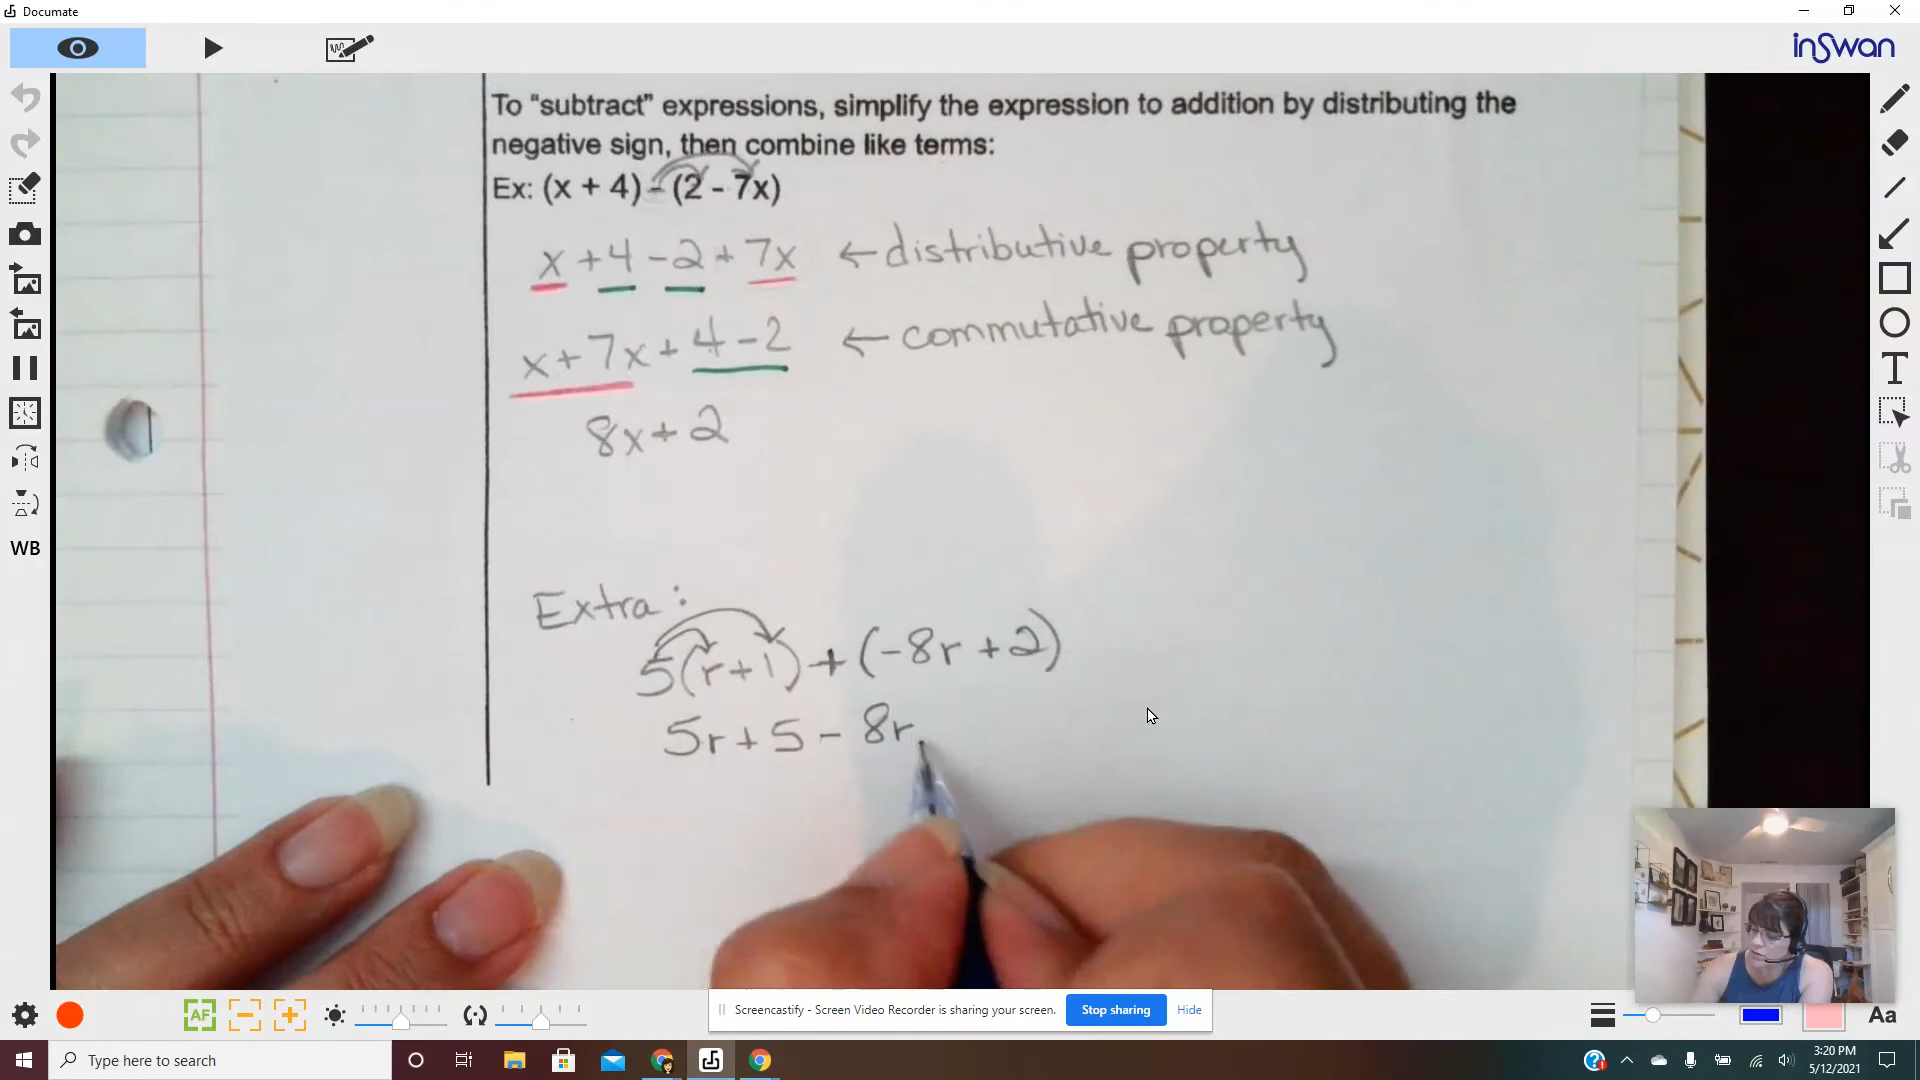 Documate
inSwan
To “subtract” expressions, simplify the expression to addition by distributing the
negative sign, then combine like terms:
Ex: (x + 4) - (2 - 7x)
x + 4 - 2 + 7x ← distributive property
x + 7x + 4 - 2 ← commutative property
8x + 2
WB
T
Extra:
5(r + 1) + (-8r + 2)
5r + 5 - 8r
AF
Screencastify - Screen Video Recorder is sharing your screen.
Stop sharing
Hide
Aa
Type here to search
3:20 PM
5/12/2021